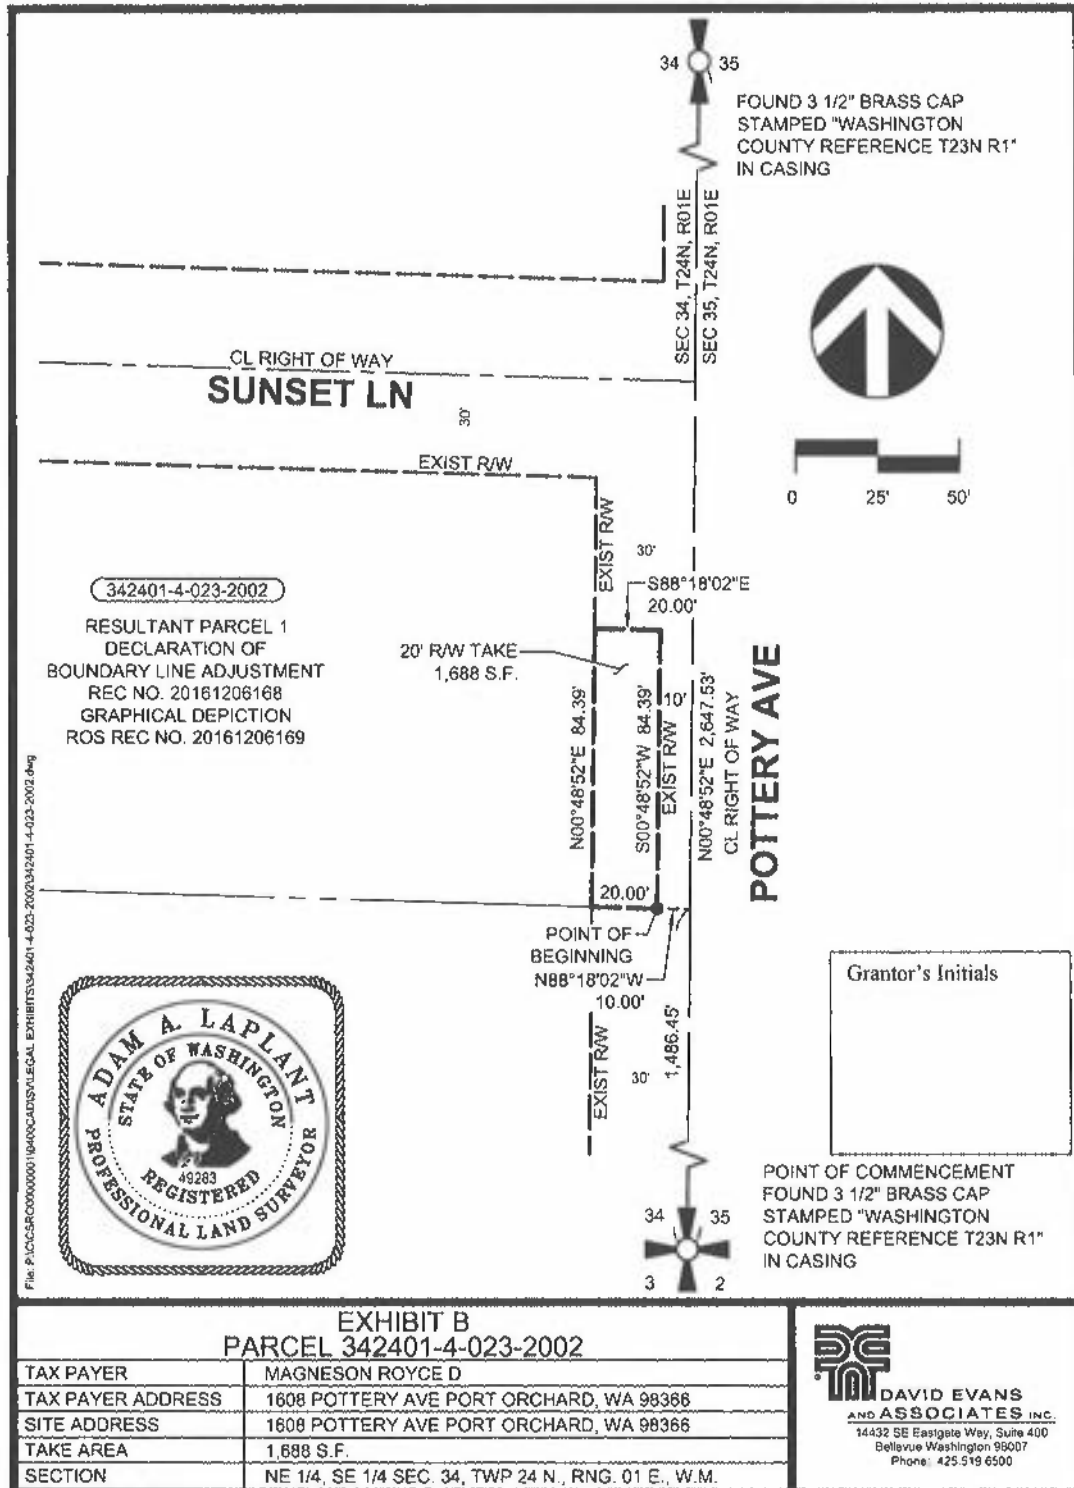 34 35
FOUND 3 1/2" BRASS CAP
STAMPED "WASHINGTON
COUNTY REFERENCE T23N R1"
IN CASING
SEC 34, T24N, R01E
SEC 35, T24N, R01E
CL RIGHT OF WAY
SUNSET LN
30'
EXIST R/W
0 25' 50'
EXIST R/W
30'
S88°18'02"E
20.00'
342401-4-023-2002
RESULTANT PARCEL 1
DECLARATION OF
BOUNDARY LINE ADJUSTMENT
REC NO. 20161206168
GRAPHICAL DEPICTION
ROS REC NO. 20161206169
20' R/W TAKE
1,688 S.F.
N00°48'52"E 84.39'
S00°48'52"W 84.39'
10'
EXIST R/W
N00°48'52"E 2,647.53'
CL RIGHT OF WAY
POTTERY AVE
20.00'
POINT OF
BEGINNING
N88°18'02"W
10.00'
EXIST R/W
30'
1,486.45'
Grantor's Initials
ADAM A. LAPLANT
STATE OF WASHINGTON
49283
REGISTERED
PROFESSIONAL LAND SURVEYOR
POINT OF COMMENCEMENT
FOUND 3 1/2" BRASS CAP
STAMPED "WASHINGTON
COUNTY REFERENCE T23N R1"
IN CASING
34 35
3 2
EXHIBIT B
PARCEL 342401-4-023-2002
TAX PAYER MAGNESON ROYCE D
TAX PAYER ADDRESS 1608 POTTERY AVE PORT ORCHARD, WA 98366
SITE ADDRESS 1608 POTTERY AVE PORT ORCHARD, WA 98366
TAKE AREA 1,688 S.F.
SECTION NE 1/4, SE 1/4 SEC. 34, TWP 24 N., RNG. 01 E., W.M.
DAVID EVANS
AND ASSOCIATES INC.
14432 SE Eastgate Way, Suite 400
Bellevue Washington 98007
Phone: 425.519.6500